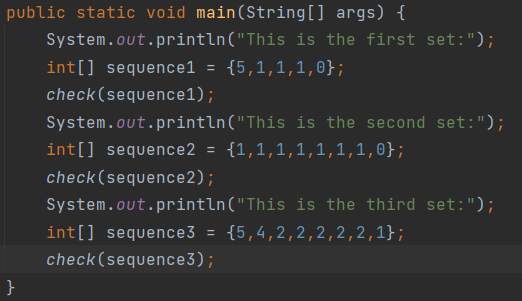 public static void main(String[] args) {
    System.out.println("This is the first set:");
    int[] sequence1 = {5,1,1,1,0};
    check(sequence1);
    System.out.println("This is the second set:");
    int[] sequence2 = {1,1,1,1,1,1,1,0};
    check(sequence2);
    System.out.println("This is the third set:");
    int[] sequence3 = {5,4,2,2,2,2,2,1};
    check(sequence3);
}